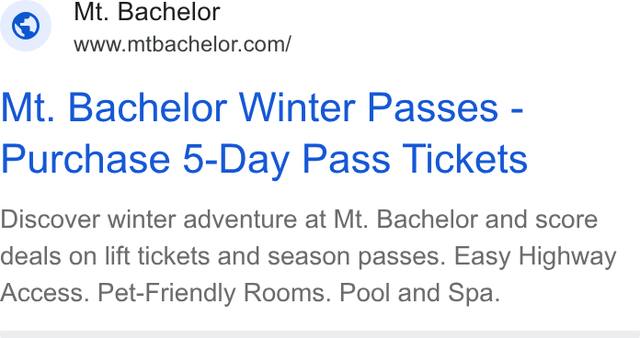 Mt. Bachelor
www.mtbachelor.com/
Mt. Bachelor Winter Passes -
Purchase 5-Day Pass Tickets
Discover winter adventure at Mt. Bachelor and score
deals on lift tickets and season passes. Easy Highway
Access. Pet-Friendly Rooms. Pool and Spa.